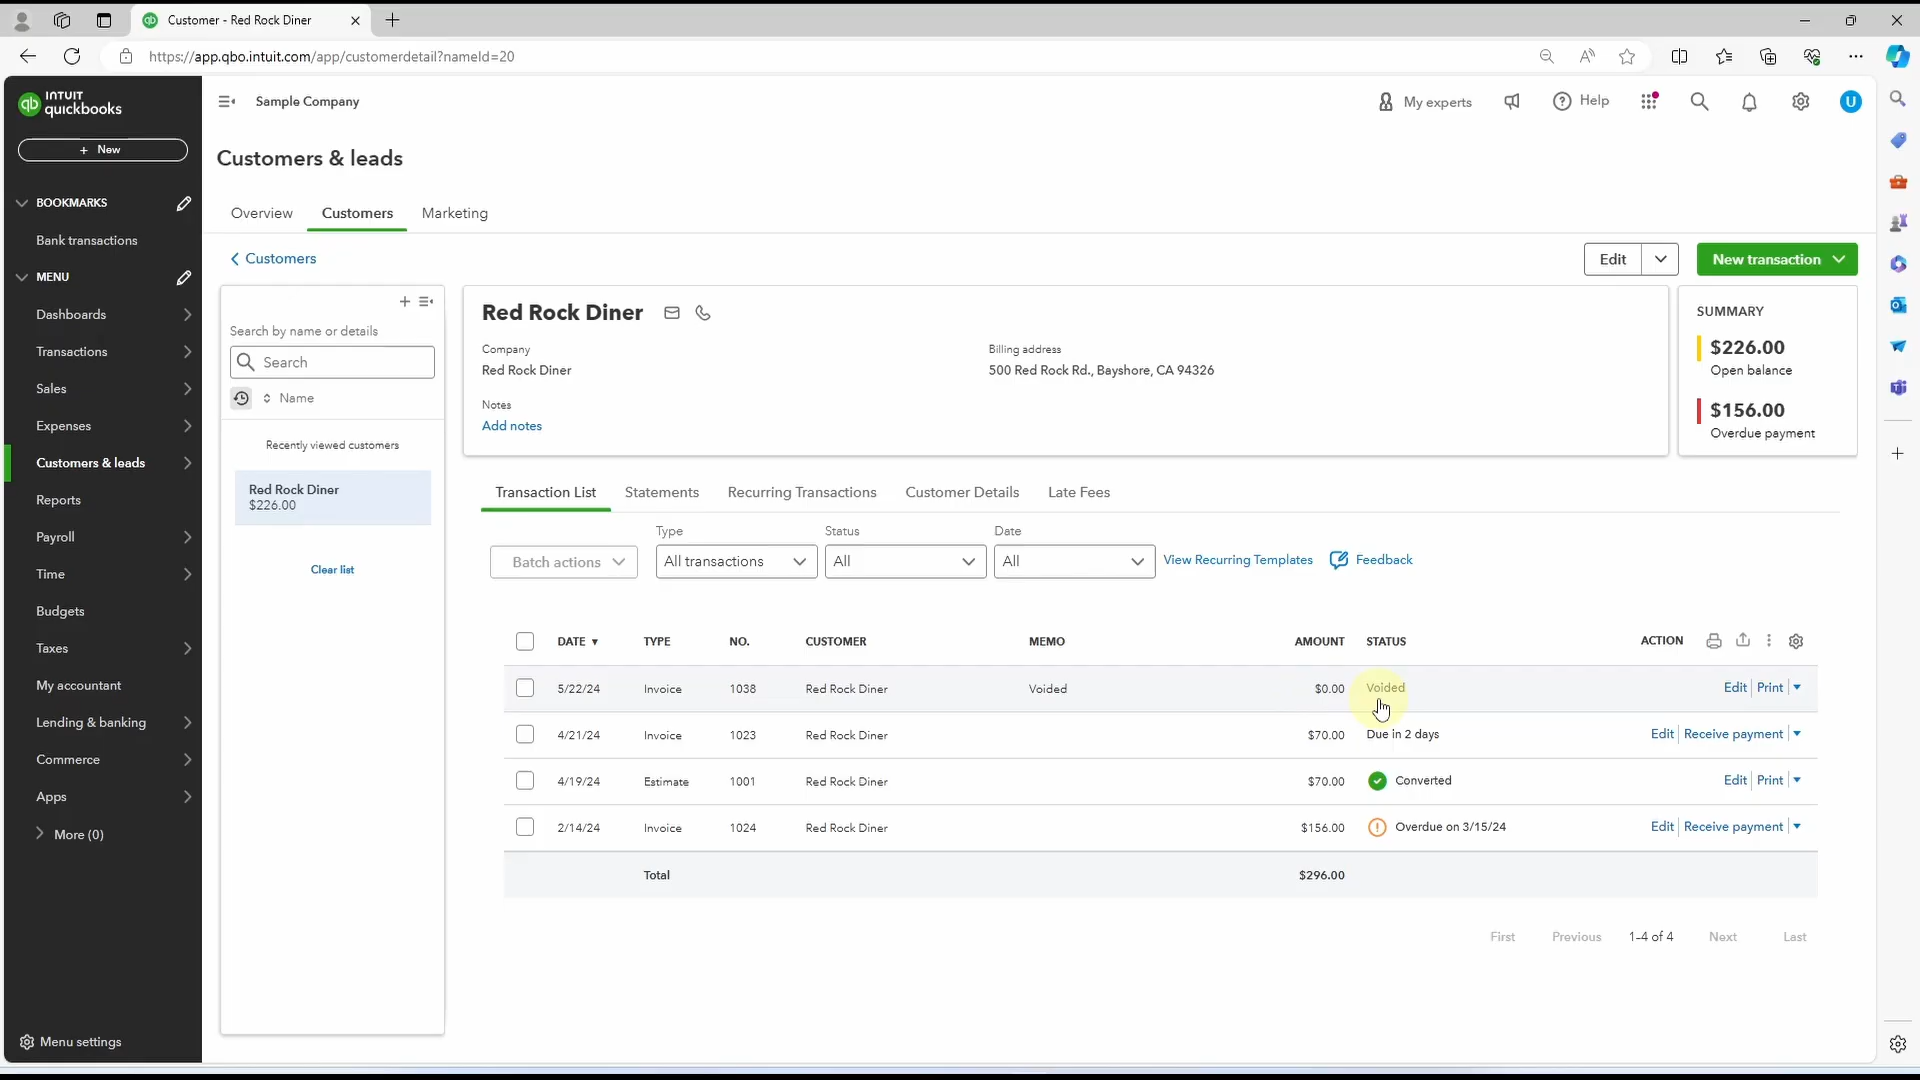 Customer - Red Rock Diner
https://app.qbo.intuit.com/app/customerdetail?nameId=20
INTUIT
quickbooks
qb
Sample Company
My experts
Help
U
+ New
Customers & leads
BOOKMARKS
Bank transactions
MENU
Dashboards
Transactions
Sales
Expenses
Customers & leads
Reports
Payroll
Time
Budgets
Taxes
My accountant
Lending & banking
Commerce
Apps
More (0)
Menu settings
Overview Customers Marketing
Customers
Edit
New transaction
Search by name or details
Search
Name
Recently viewed customers
Red Rock Diner
$226.00
Clear list
Red Rock Diner
Company
Red Rock Diner
Billing address
500 Red Rock Rd., Bayshore, CA 94326
Notes
Add notes
SUMMARY
$226.00
Open balance
$156.00
Overdue payment
Transaction List Statements Recurring Transactions Customer Details Late Fees
Type Status Date
Batch actions All transactions All All View Recurring Templates Feedback
DATE ▼ TYPE NO. CUSTOMER MEMO AMOUNT STATUS ACTION
5/22/24 Invoice 1038 Red Rock Diner Voided $0.00 Voided Edit Print
4/21/24 Invoice 1023 Red Rock Diner $70.00 Due in 2 days Edit Receive payment
4/19/24 Estimate 1001 Red Rock Diner $70.00 Converted Edit Print
2/14/24 Invoice 1024 Red Rock Diner $156.00 Overdue on 3/15/24 Edit Receive payment
Total $296.00
First Previous 1-4 of 4 Next Last